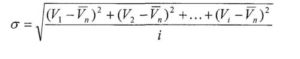 σ = √((V₁ − V̅ₙ)² + (V₂ − V̅ₙ)² + ... + (Vᵢ − V̅ₙ)² / i)